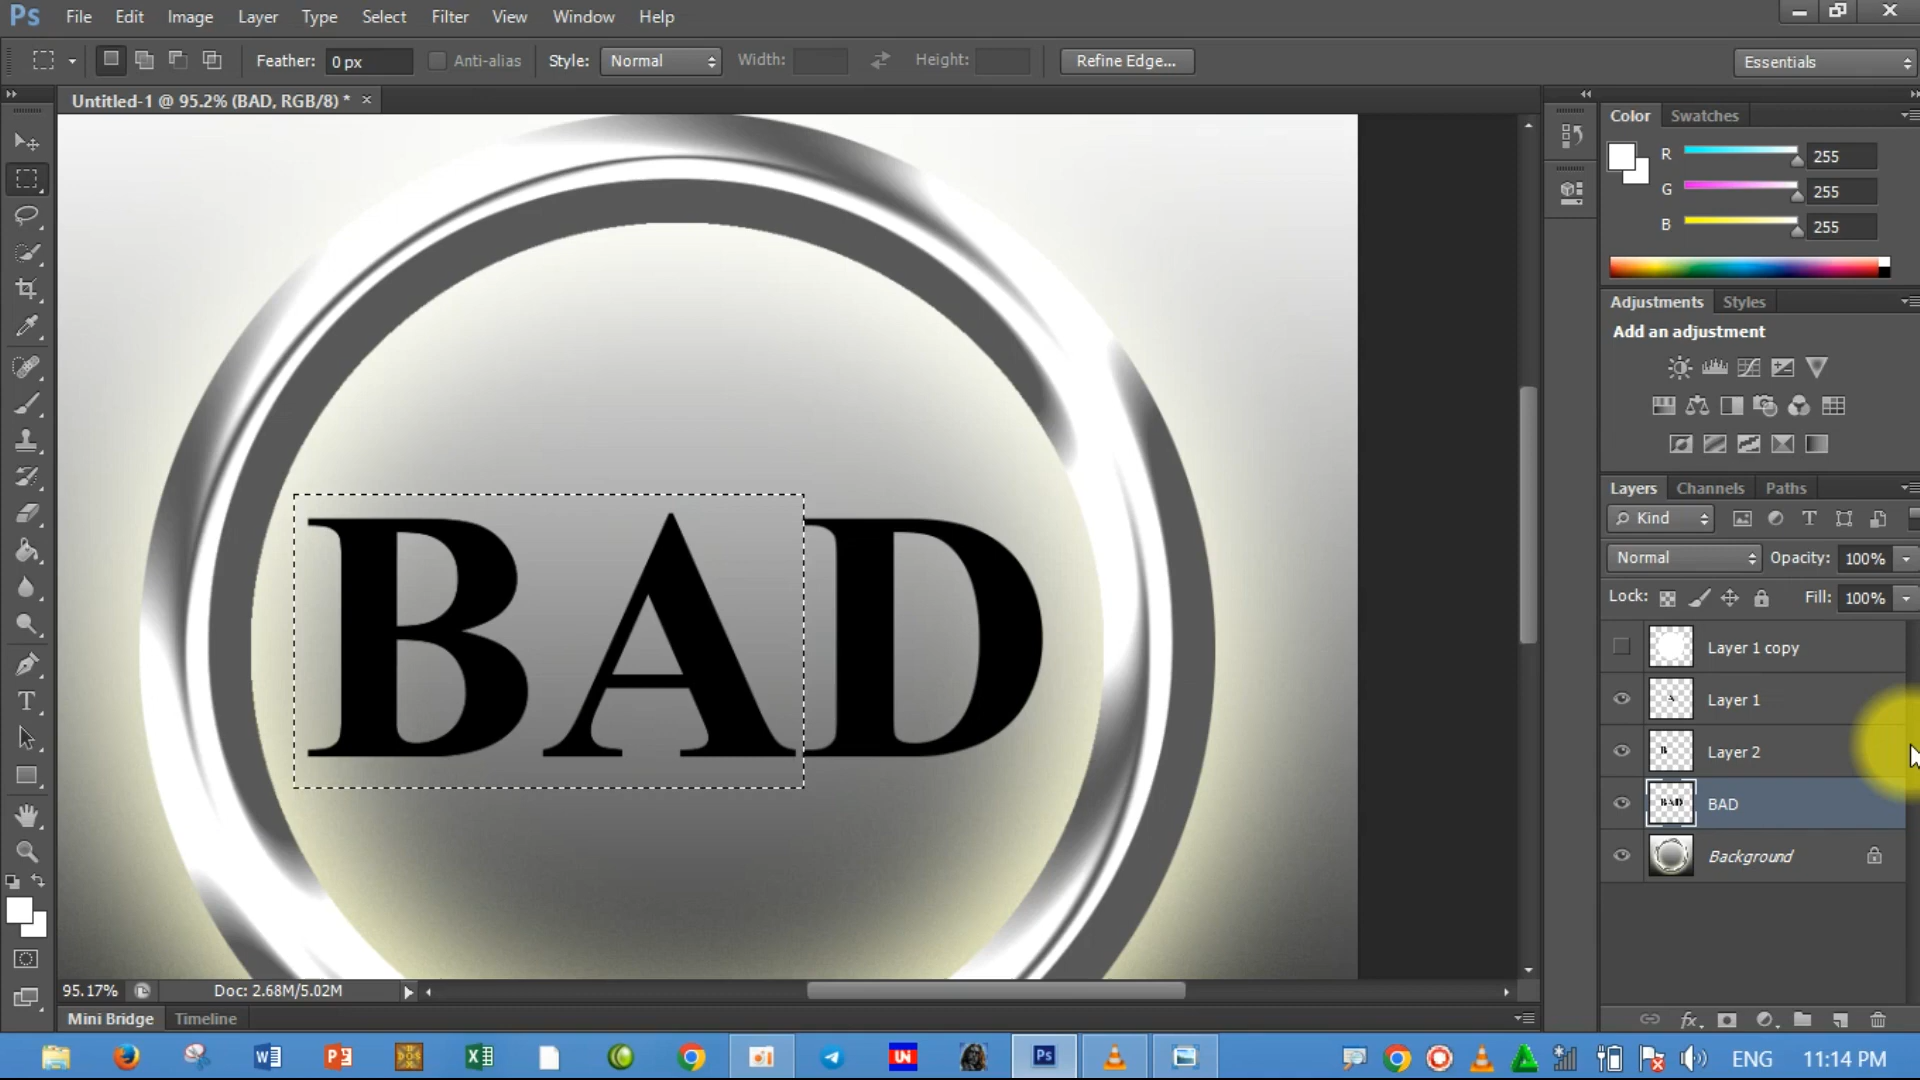 Ps File Edit Image Layer Type Select Filter View Window Help
Feather: 0 px Anti-alias Style: Normal Width: Height: Refine Edge... Essentials
Untitled-1 @ 95.2% (BAD, RGB/8) * ×
Color Swatches
R 255
G 255
B 255
Adjustments Styles
Add an adjustment
Layers Channels Paths
Kind
Normal Opacity: 100%
Lock: Fill: 100%
Layer 1 copy
Layer 1
Layer 2
BAD
Background
BAD
95.17% Doc: 2.68M/5.02M
Mini Bridge Timeline
fx
ENG 11:14 PM